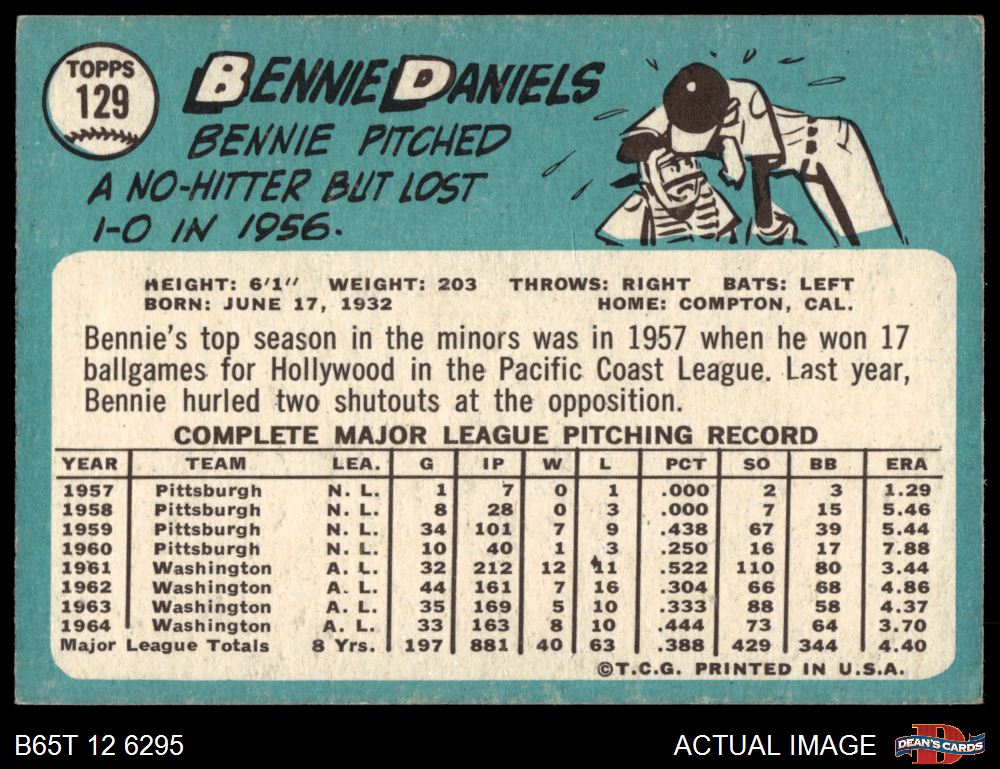 TOPPS
129
BENNIE DANIELS
BENNIE PITCHED
A NO-HITTER BUT LOST
1-0 IN 1956.
HEIGHT: 6'1" WEIGHT: 203 THROWS: RIGHT BATS: LEFT
BORN: JUNE 17, 1932 HOME: COMPTON, CAL.
Bennie's top season in the minors was in 1957 when he won 17
ballgames for Hollywood in the Pacific Coast League. Last year,
Bennie hurled two shutouts at the opposition.
COMPLETE MAJOR LEAGUE PITCHING RECORD
YEAR TEAM LEA. G IP W L PCT SO BB ERA
1957 Pittsburgh N. L. 1 7 0 1 .000 2 3 1.29
1958 Pittsburgh N. L. 8 28 0 3 .000 7 15 5.46
1959 Pittsburgh N. L. 34 101 7 9 .438 67 39 5.44
1960 Pittsburgh N. L. 10 40 1 3 .250 16 17 7.88
1961 Washington A. L. 32 212 12 11 .522 110 80 3.44
1962 Washington A. L. 44 161 7 16 .304 66 68 4.86
1963 Washington A. L. 35 169 5 10 .333 88 58 4.37
1964 Washington A. L. 33 163 8 10 .444 73 64 3.70
Major League Totals 8 Yrs. 197 881 40 63 .388 429 344 4.40
©T.C.G. PRINTED IN U.S.A.
B65T 12 6295
ACTUAL IMAGE
DEAN'S CARDS